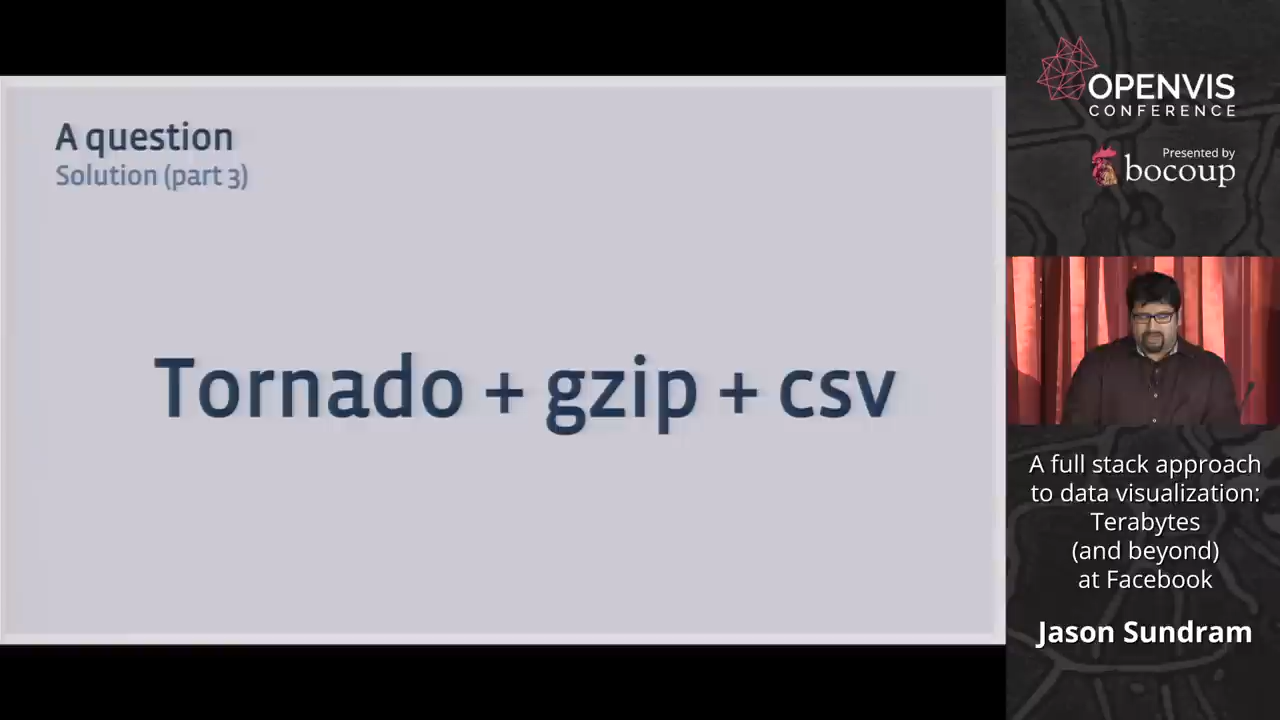 A question
Solution (part 3)
Tornado + gzip + csv
OPENVIS
CONFERENCE
Presented by
bocoup
A full stack approach
to data visualization:
Terabytes
(and beyond)
at Facebook
Jason Sundram